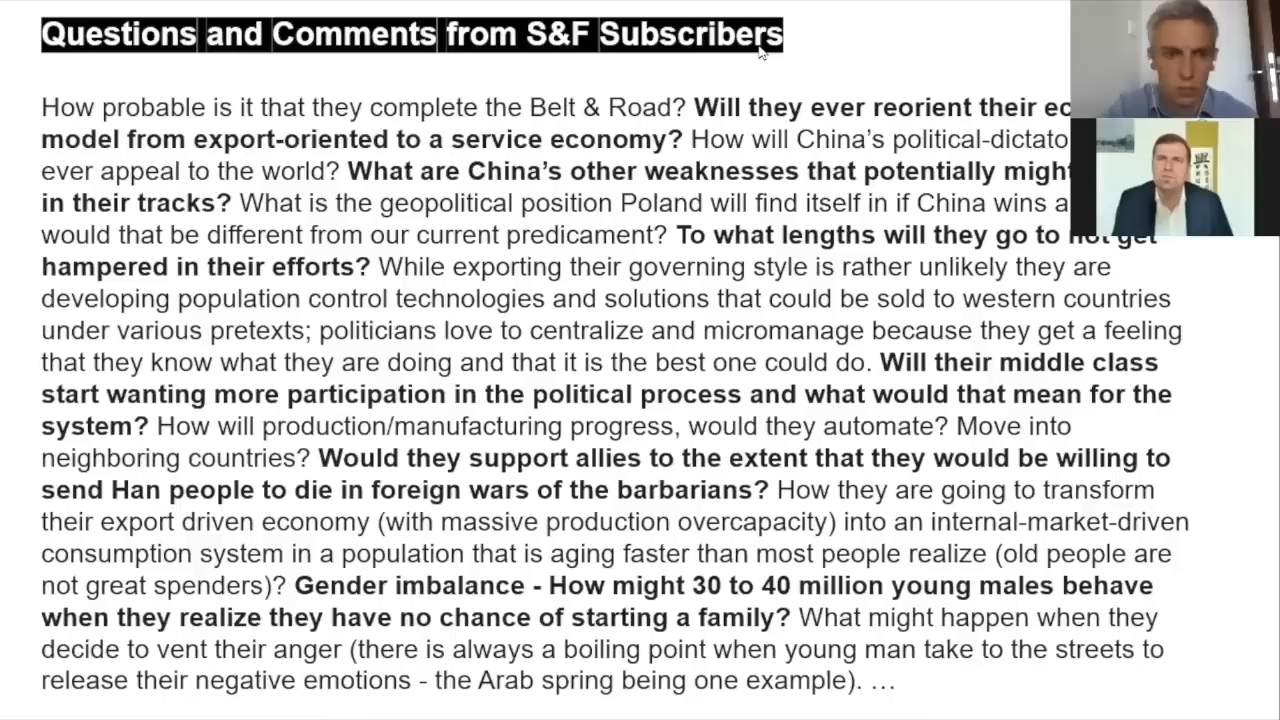 Questions and Comments from S&F Subscribers
How probable is it that they complete the Belt & Road? Will they ever reorient their
model from export-oriented to a service economy? How will China's
ever appeal to the world? What are China's other weaknesses that potentially might
in their tracks? What is the geopolitical position Poland will find itself in if China wins
would that be different from our current predicament? To what lengths will they go to not get
hampered in their efforts? While exporting their governing style is rather unlikely they are
developing population control technologies and solutions that could be sold to western countries
under various pretexts; politicians love to centralize and micromanage because they get a feeling
that they know what they are doing and that it is the best one could do. Will their middle class
start wanting more participation in the political process and what would that mean for the
system? How will production/manufacturing progress, would they automate? Move into
neighboring countries? Would they support allies to the extent that they would be willing to
send Han people to die in foreign wars of the barbarians? How they are going to transform
their export driven economy (with massive production overcapacity) into an internal-market-driven
consumption system in a population that is aging faster than most people realize (old people are
not great spenders)? Gender imbalance - How might 30 to 40 million young males behave
when they realize they have no chance of starting a family? What might happen when they
decide to vent their anger (there is always a boiling point when young man take to the streets to
release their negative emotions - the Arab spring being one example). …